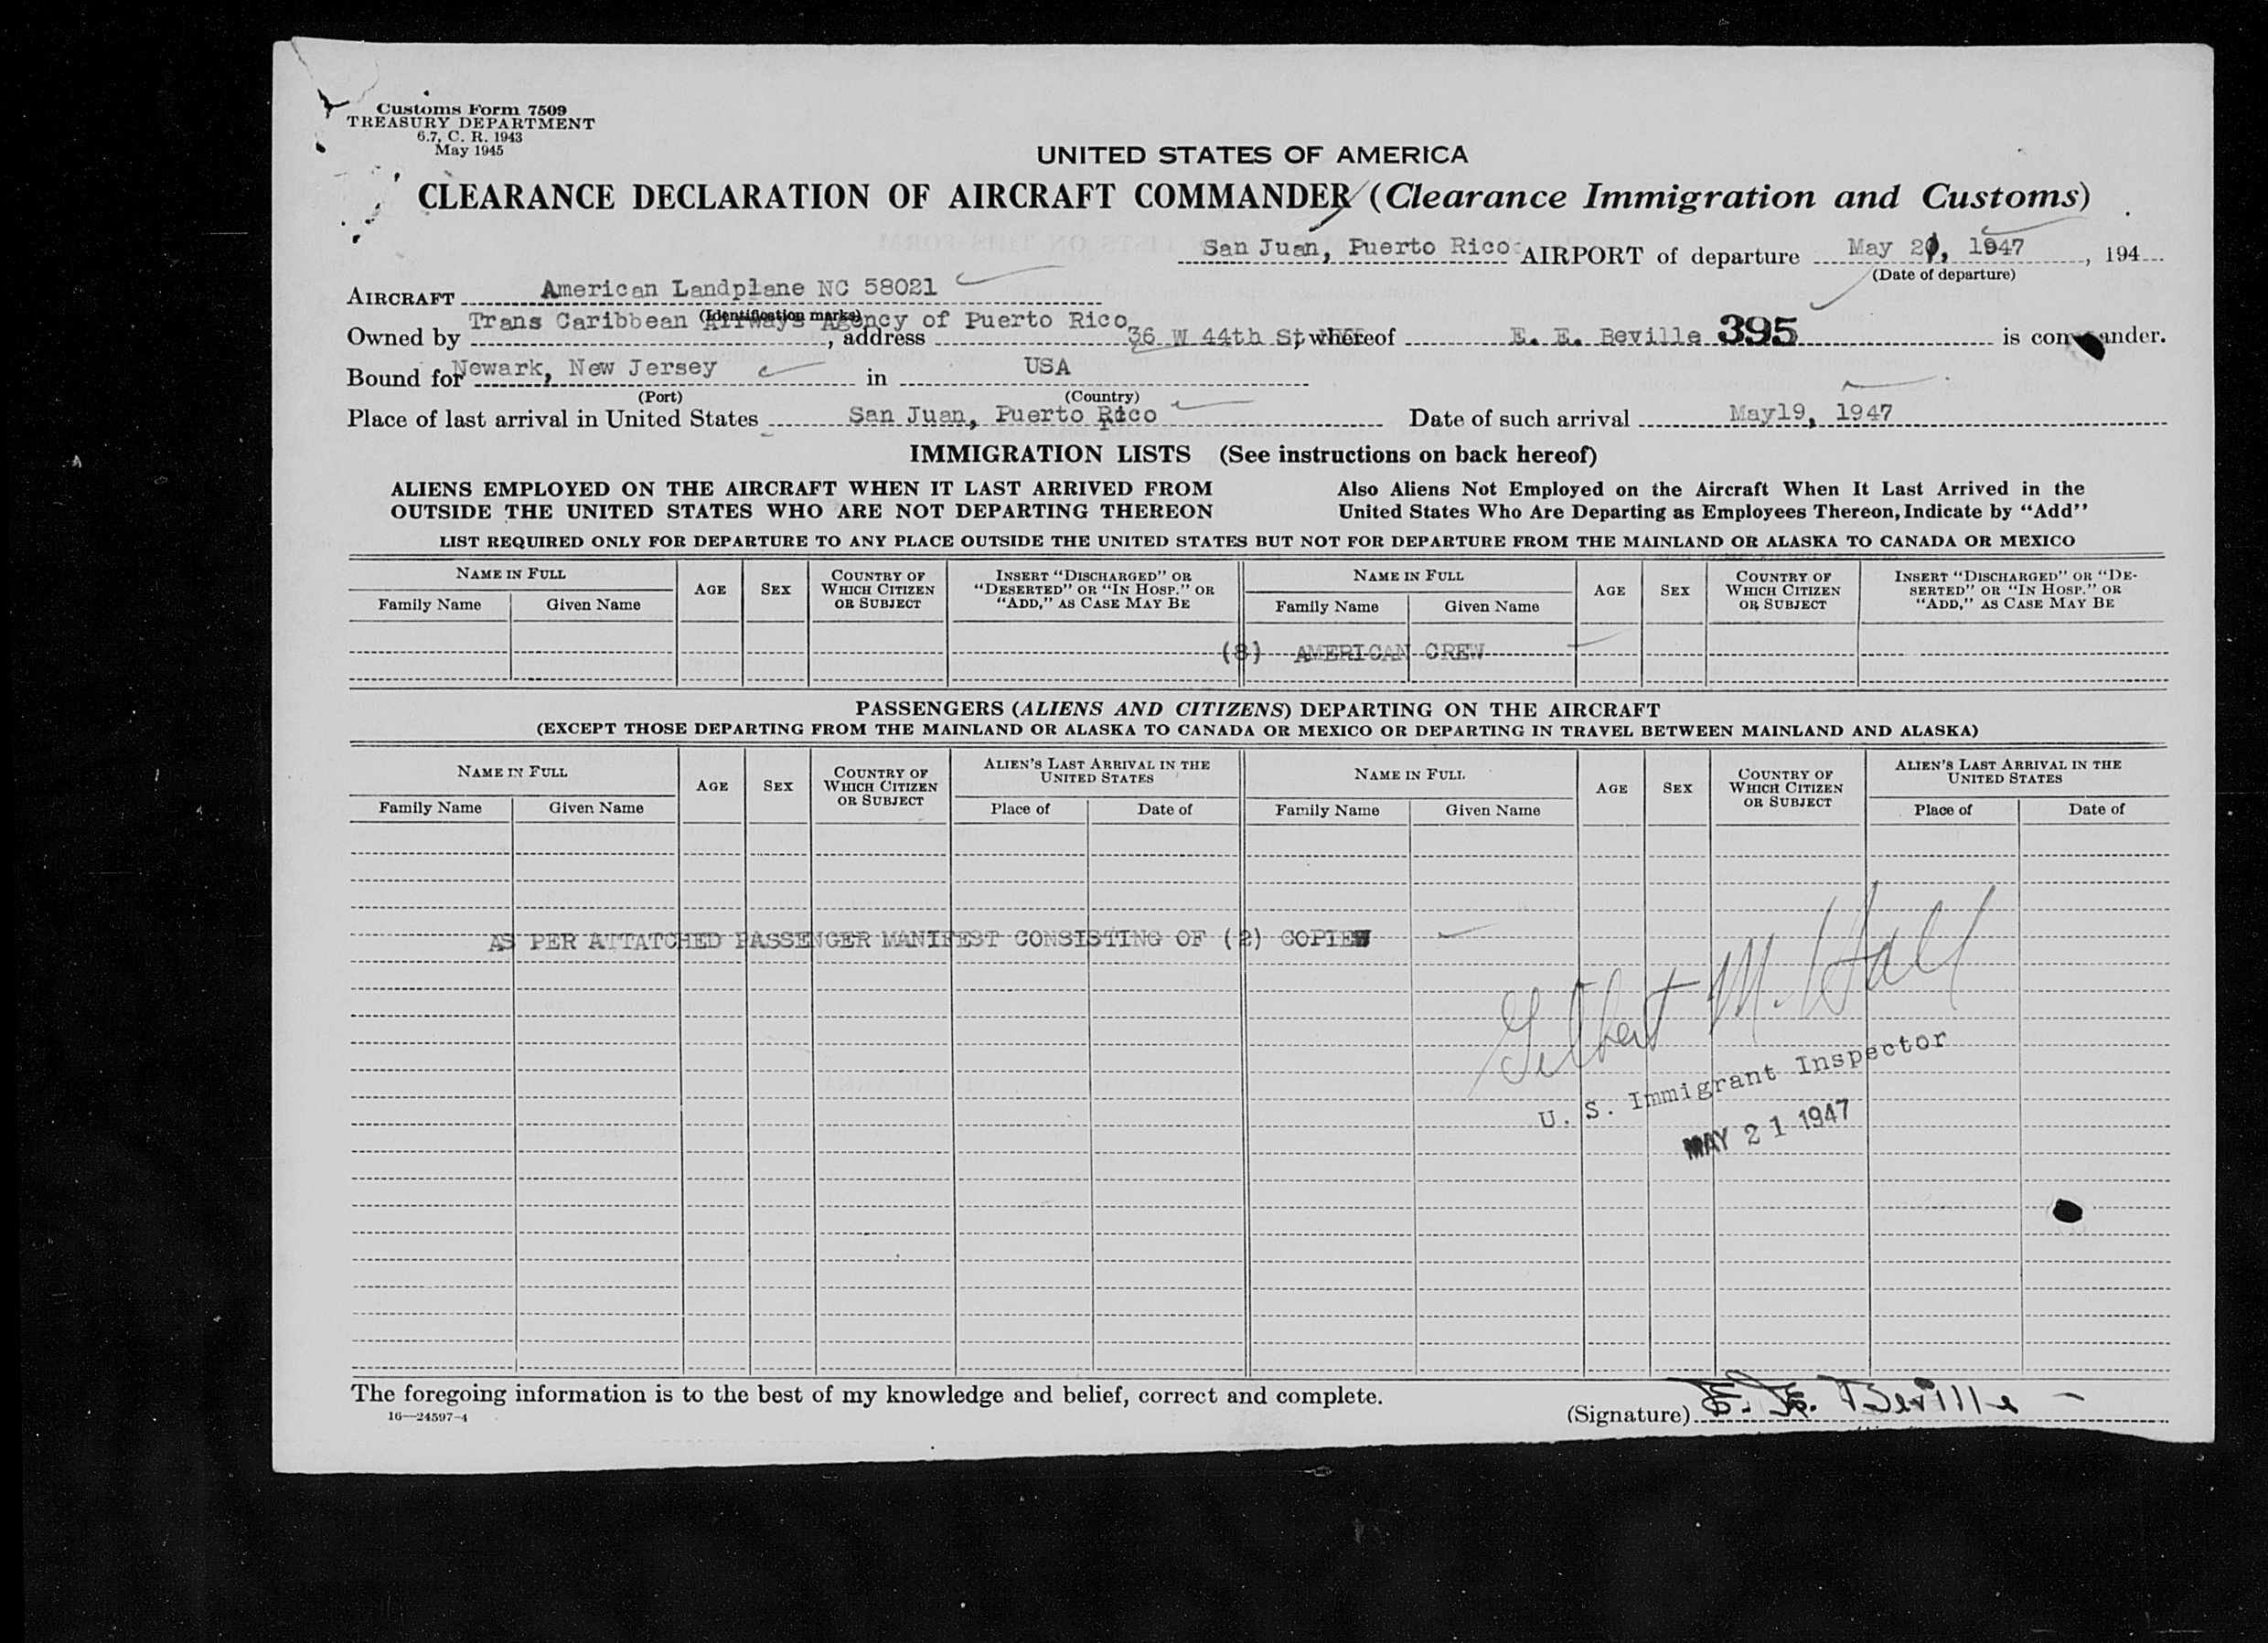 Customs Form 7509
TREASURY DEPARTMENT
6.7, C. R. 1943
May 1945
UNITED STATES OF AMERICA
CLEARANCE DECLARATION OF AIRCRAFT COMMANDER (Clearance Immigration and Customs)
San Juan, Puerto Rico AIRPORT of departure May 21, 1947, 194
(Date of departure)
AIRCRAFT American Landplane NC 58021
(Identification marks)
Owned by Trans Caribbean Airways Agency of Puerto Rico, address 36 W 44th St, whereof E. E. Beville 395 is commander.
Bound for Newark, New Jersey in USA
(Port) (Country)
Place of last arrival in United States San Juan, Puerto Rico Date of such arrival May19, 1947
IMMIGRATION LISTS (See instructions on back hereof)
ALIENS EMPLOYED ON THE AIRCRAFT WHEN IT LAST ARRIVED FROM
OUTSIDE THE UNITED STATES WHO ARE NOT DEPARTING THEREON
Also Aliens Not Employed on the Aircraft When It Last Arrived in the
United States Who Are Departing as Employees Thereon, Indicate by "Add"
LIST REQUIRED ONLY FOR DEPARTURE TO ANY PLACE OUTSIDE THE UNITED STATES BUT NOT FOR DEPARTURE FROM THE MAINLAND OR ALASKA TO CANADA OR MEXICO
NAME IN FULL
Family Name Given Name
AGE
SEX
COUNTRY OF
WHICH CITIZEN
OR SUBJECT
INSERT "DISCHARGED" OR
"DESERTED" OR "IN HOSP." OR
"ADD," AS CASE MAY BE
NAME IN FULL
Family Name Given Name
AGE
SEX
COUNTRY OF
WHICH CITIZEN
OR SUBJECT
INSERT "DISCHARGED" OR "DE-
SERTED" OR "IN HOSP." OR
"ADD," AS CASE MAY BE
(8) AMERICAN CREW
PASSENGERS (ALIENS AND CITIZENS) DEPARTING ON THE AIRCRAFT
(EXCEPT THOSE DEPARTING FROM THE MAINLAND OR ALASKA TO CANADA OR MEXICO OR DEPARTING IN TRAVEL BETWEEN MAINLAND AND ALASKA)
NAME IN FULL
Family Name Given Name
AGE
SEX
COUNTRY OF
WHICH CITIZEN
OR SUBJECT
ALIEN'S LAST ARRIVAL IN THE
UNITED STATES
Place of Date of
NAME IN FULL
Family Name Given Name
AGE
SEX
COUNTRY OF
WHICH CITIZEN
OR SUBJECT
ALIEN'S LAST ARRIVAL IN THE
UNITED STATES
Place of Date of
AS PER ATTATCHED PASSENGER MANIFEST CONSISTING OF (2) COPIES
Gilbert M. Hall
U. S. Immigrant Inspector
MAY 21 1947
The foregoing information is to the best of my knowledge and belief, correct and complete.
16—24597-4
(Signature) E. E. Beville